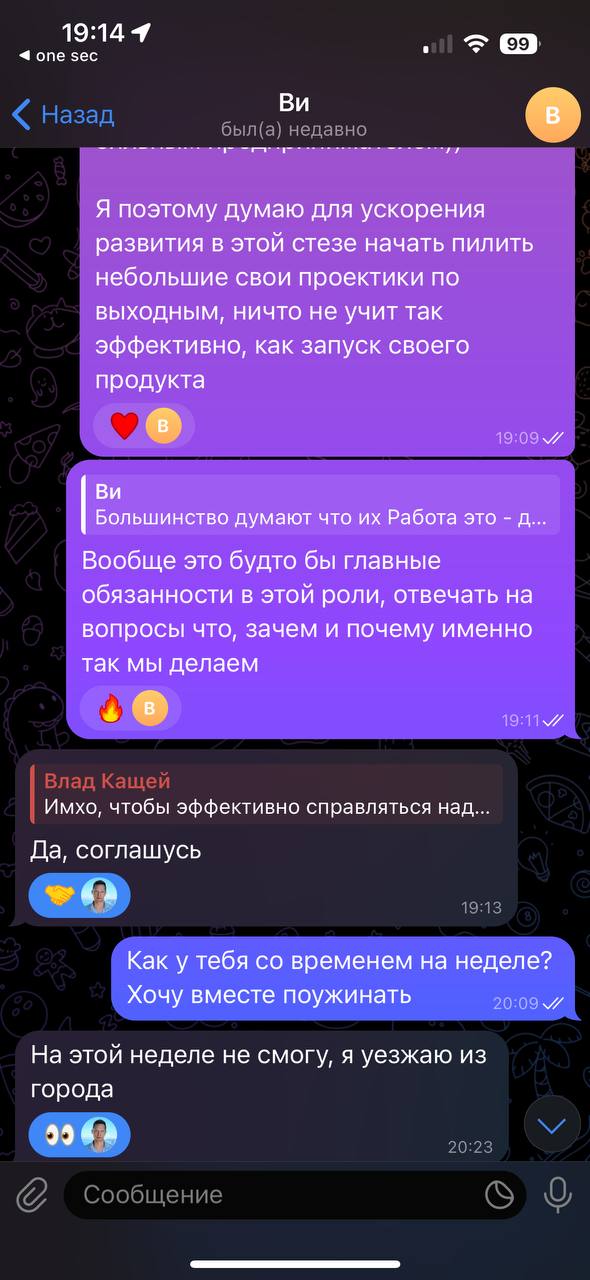 19:14
one sec
99
Назад
Ви
был(а) недавно
В
Я поэтому думаю для ускорения
развития в этой стезе начать пилить
небольшие свои проектики по
выходным, ничто не учит так
эффективно, как запуск своего
продукта
В
19:09
Ви
Большинство думают что их Работа это - д...
Вообще это будто бы главные
обязанности в этой роли, отвечать на
вопросы что, зачем и почему именно
так мы делаем
В
19:11
Влад Кащей
Имхо, чтобы эффективно справляться над...
Да, соглашусь
19:13
Как у тебя со временем на неделе?
Хочу вместе поужинать
20:09
На этой неделе не смогу, я уезжаю из
города
20:23
Сообщение